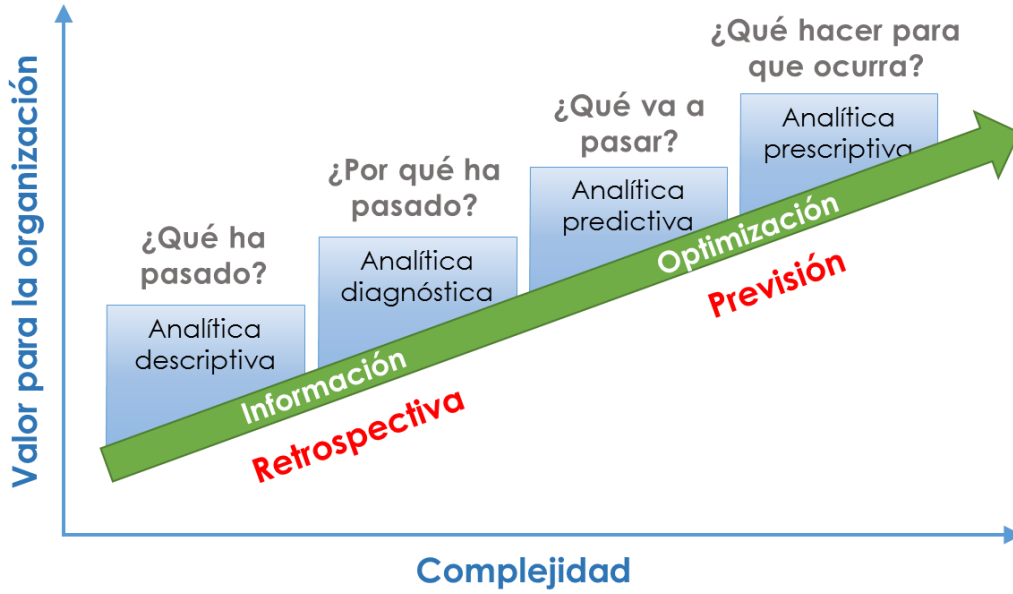 Valor para la organización
¿Qué ha
pasado?
Analítica
descriptiva
¿Por qué ha
pasado?
Analítica
diagnóstica
¿Qué va a
pasar?
Analítica
predictiva
¿Qué hacer para
que ocurra?
Analítica
prescriptiva
Información
Optimización
Retrospectiva
Previsión
Complejidad